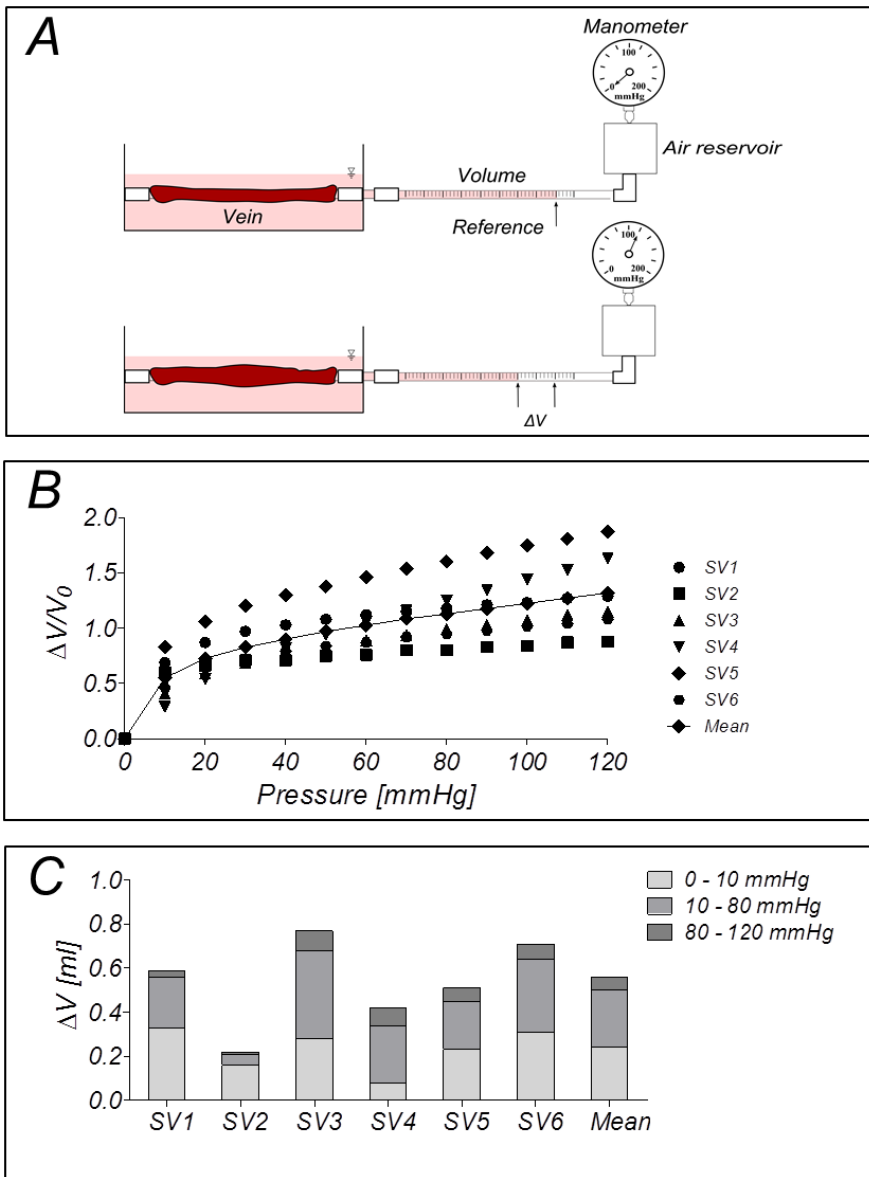 A
Manometer
100
0 200
mmHg
Air reservoir
Volume
Vein
Reference
100
0 200
mmHg
ΔV
B
2.0
1.5
1.0
0.5
0.0
ΔV/V0
0 20 40 60 80 100 120
Pressure [mmHg]
SV1
SV2
SV3
SV4
SV5
SV6
Mean
C
1.0
0.8
0.6
0.4
0.2
0.0
ΔV [ml]
SV1 SV2 SV3 SV4 SV5 SV6 Mean
0 - 10 mmHg
10 - 80 mmHg
80 - 120 mmHg